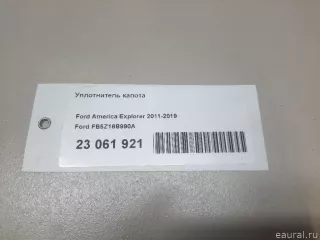 Уплотнитель капота
Ford America Explorer 2011-2019
Ford FB5Z16B990A
23 061 921
eaural.ru/